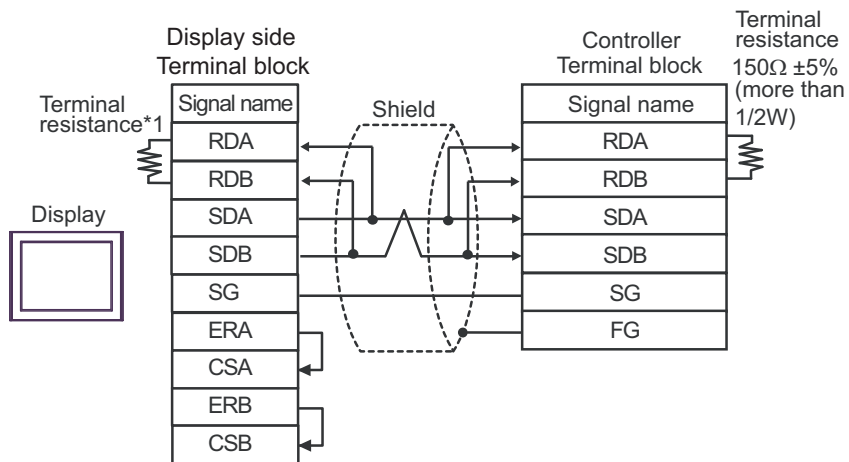 Display side
Terminal block
Terminal
resistance*1
Display
Signal name
RDA
RDB
SDA
SDB
SG
ERA
CSA
ERB
CSB
Shield
Controller
Terminal block
Signal name
RDA
RDB
SDA
SDB
SG
FG
Terminal
resistance
150Ω ±5%
(more than
1/2W)